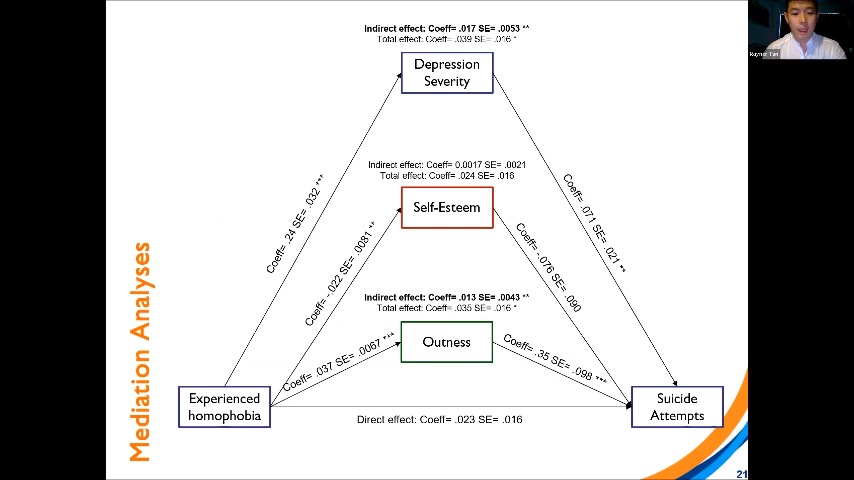 Indirect effect: Coeff= .017 SE= .0053 **
Total effect: Coeff= .039 SE= .016 *
Depression
Severity
Coeff= .24 SE= .032 ***
Coeff= .071 SE= .021 **
Indirect effect: Coeff= 0.0017 SE= .0021
Total effect: Coeff= .024 SE= .016
Self-Esteem
Coeff= -.022 SE= .0081 **
Coeff= -.076 SE= .090
Indirect effect: Coeff= .013 SE= .0043 **
Total effect: Coeff= .035 SE= .016 *
Outness
Coeff= .037 SE= .0067 ***
Coeff= .35 SE= .098 ***
Experienced
homophobia
Suicide
Attempts
Direct effect: Coeff= .023 SE= .016
Mediation Analyses
21